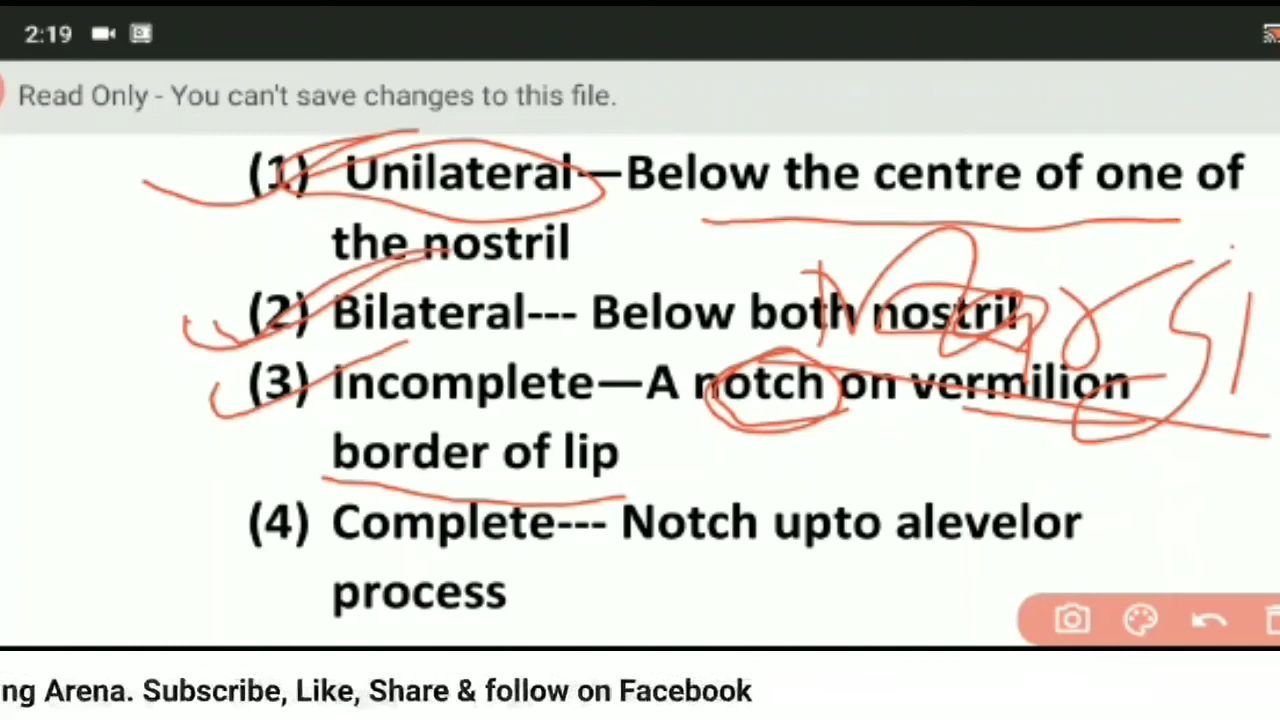 2:19
Read Only - You can't save changes to this file.
(1) Unilateral—Below the centre of one of
the nostril
(2) Bilateral--- Below both nostril
(3) Incomplete—A notch on vermilion
border of lip
(4) Complete--- Notch upto alevelor
process
ng Arena. Subscribe, Like, Share & follow on Facebook